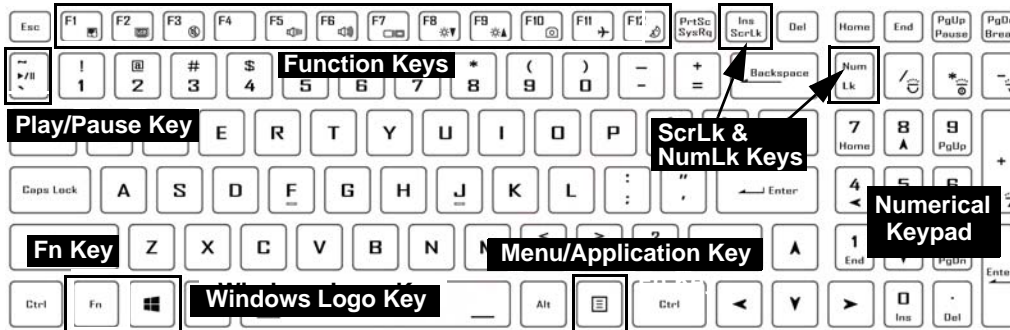 Esc F1 F2 F3 F4 F5 F6 F7 F8 F9 F10 F11 F12 PrtSc Ins Del Home End PgUp
SysRq ScrLk Pause
~ ! @ # $ Function Keys * ( ) — + Backspace Num / * -
` 1 2 3 4 5 6 7 8 9 0 - = Lk
Play/Pause Key E R T Y U I O P ScrLk & 7 8 9
NumLk Keys Home PgUp +
Caps Lock A S D F G H J K L : " Enter 4 5 6
; ' Numerical
Keypad
Fn Key Z X C V B N Menu/Application Key 1
End PgDn
Ctrl Fn Windows Logo Key Alt Ctrl 0 .
Ins Del